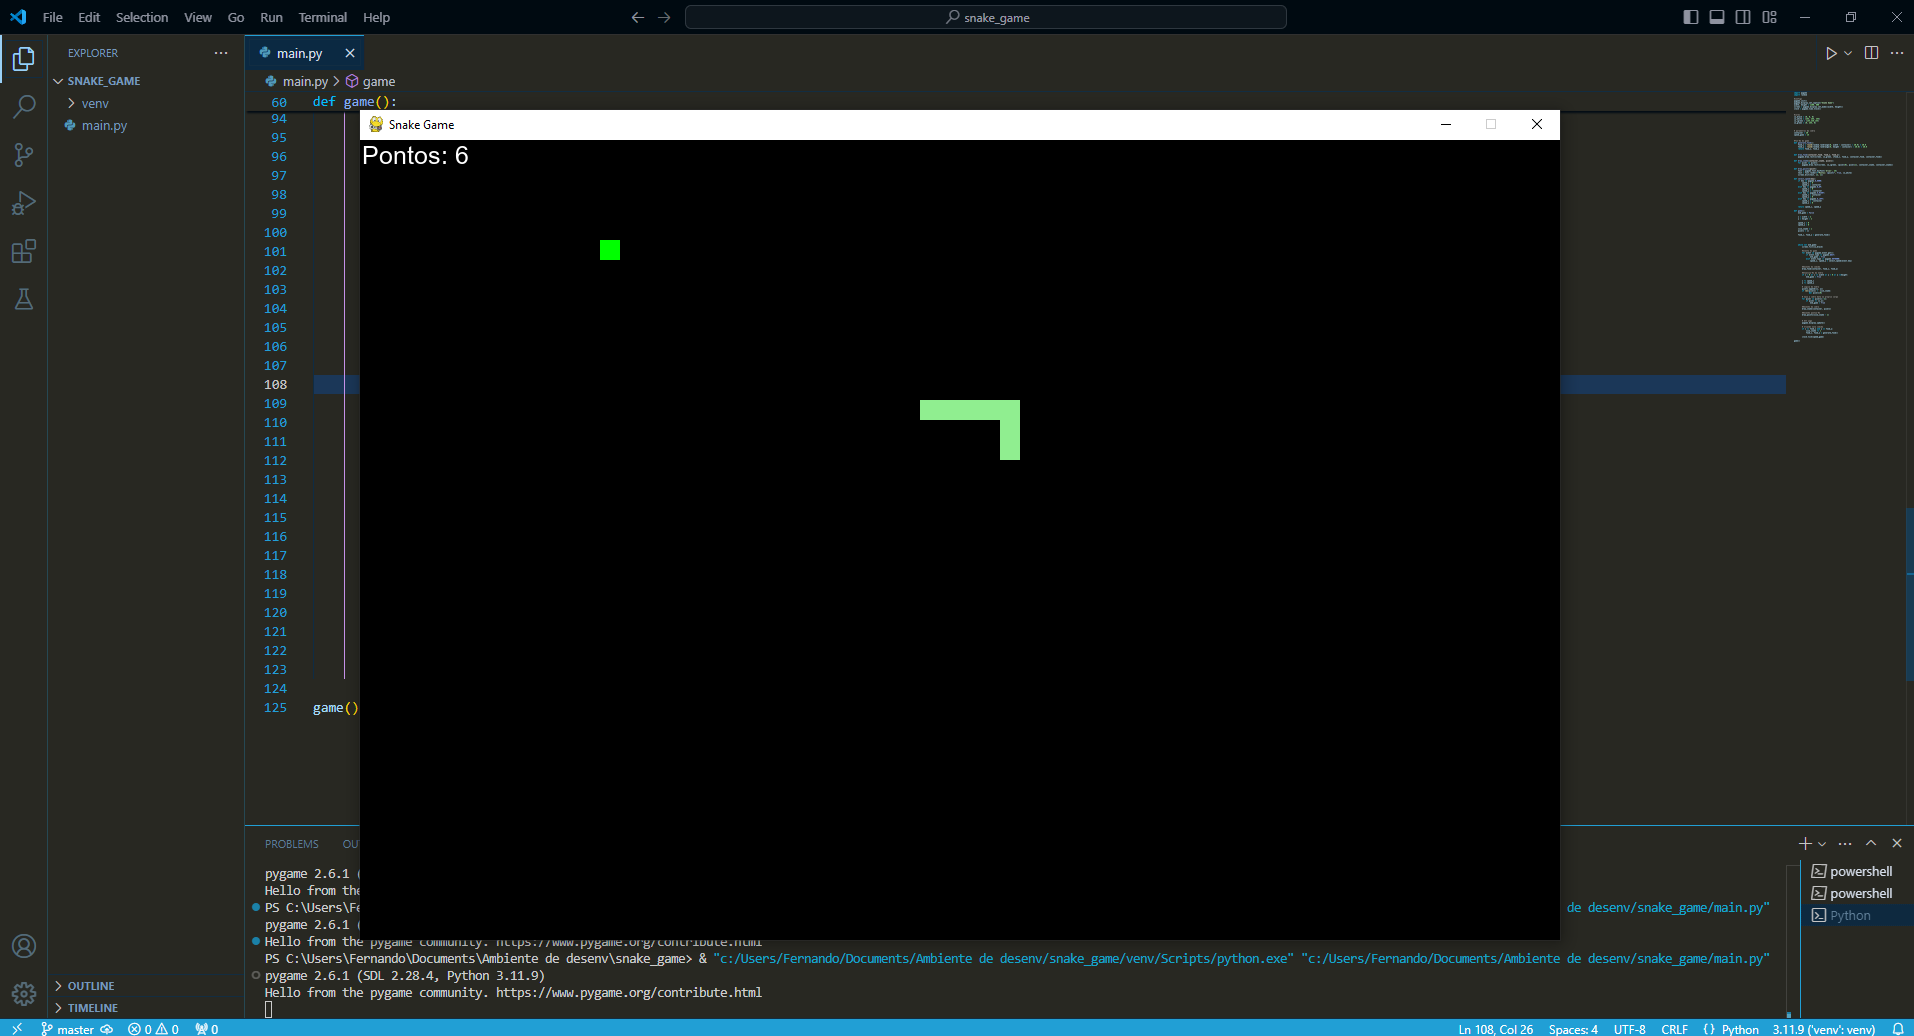 File Edit Selection View Go Run Terminal Help
snake_game
EXPLORER
SNAKE_GAME
venv
main.py
main.py
main.py > game
60 def game():
94
95
96
97
98
99
100
101
102
103
104
105
106
107
108
109
110
111
112
113
114
115
116
117
118
119
120
121
122
123
124
125 game()
Snake Game
Pontos: 6
PROBLEMS OU
pygame 2.6.1 (
Hello from the
PS C:\Users\Fe de desenv/snake_game/main.py"
pygame 2.6.1 (
Hello from the pygame community. https://www.pygame.org/contribute.html
PS C:\Users\Fernando\Documents\Ambiente de desenv\snake_game> & "c:/Users/Fernando/Documents/Ambiente de desenv/snake_game/venv/Scripts/python.exe" "c:/Users/Fernando/Documents/Ambiente de desenv/snake_game/main.py"
pygame 2.6.1 (SDL 2.28.4, Python 3.11.9)
Hello from the pygame community. https://www.pygame.org/contribute.html
powershell
powershell
Python
OUTLINE
TIMELINE
master 0 0 0 Ln 108, Col 26 Spaces: 4 UTF-8 CRLF {} Python 3.11.9 ('venv': venv)